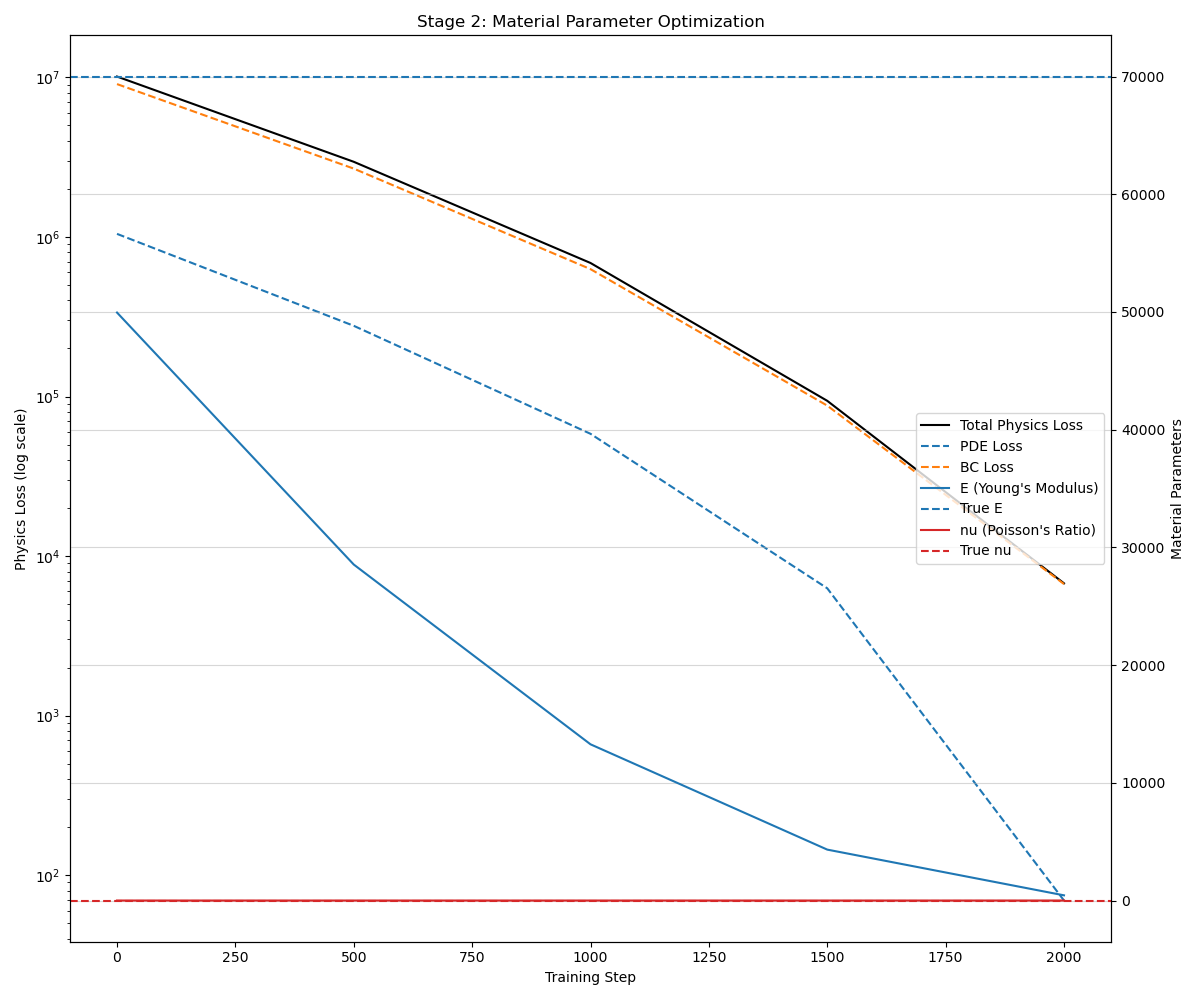 Stage 2: Material Parameter Optimization
Physics Loss (log scale)
10⁷
10⁶
10⁵
10⁴
10³
10²
70000
60000
50000
40000
30000
20000
10000
0
Material Parameters
Total Physics Loss
PDE Loss
BC Loss
E (Young's Modulus)
True E
nu (Poisson's Ratio)
True nu
0 250 500 750 1000 1250 1500 1750 2000
Training Step